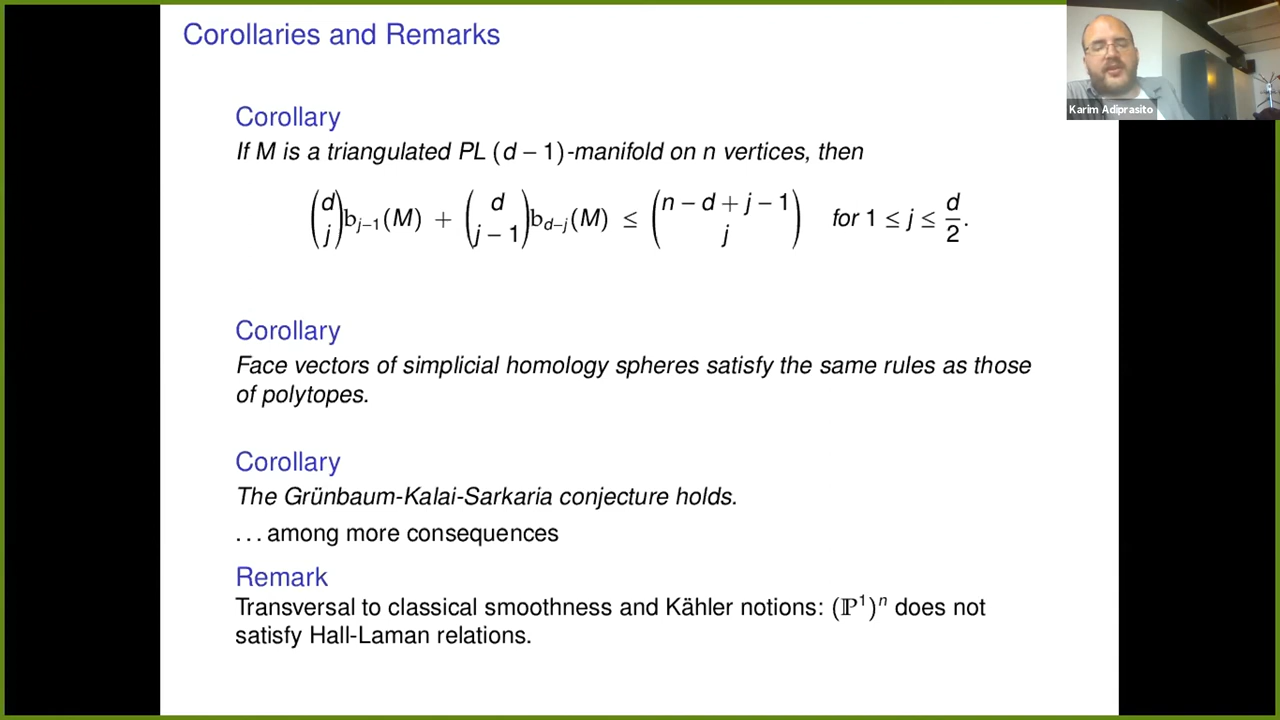 Corollaries and Remarks
Karim Adiprasito
Corollary
If M is a triangulated PL (d − 1)-manifold on n vertices, then
(d j) b_{j−1}(M) + (d j − 1) b_{d−j}(M) ≤ (n − d + j − 1 j) for 1 ≤ j ≤ d/2.
Corollary
Face vectors of simplicial homology spheres satisfy the same rules as those
of polytopes.
Corollary
The Grünbaum-Kalai-Sarkaria conjecture holds.
...among more consequences
Remark
Transversal to classical smoothness and Kähler notions: (ℙ¹)ⁿ does not
satisfy Hall-Laman relations.